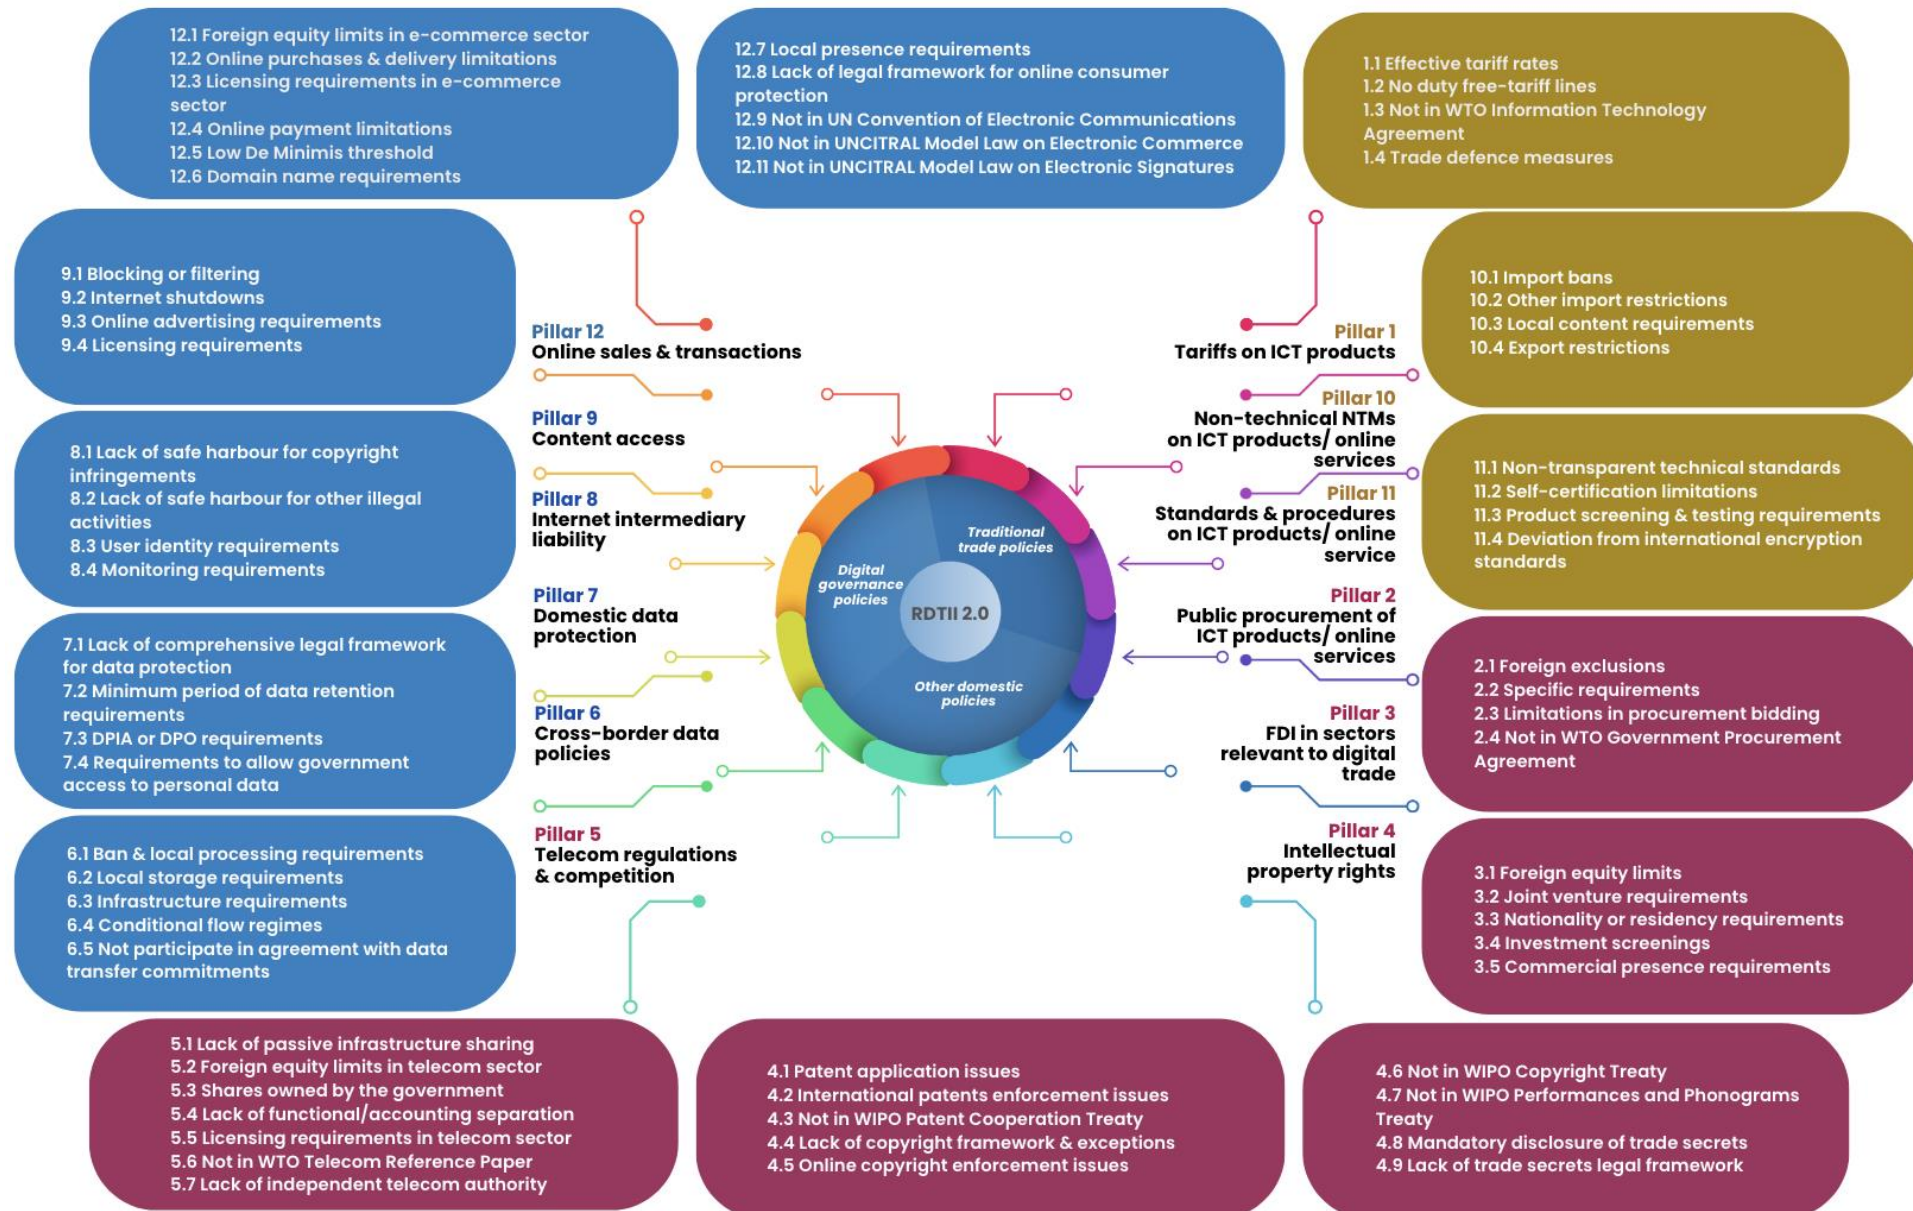 12.1 Foreign equity limits in e-commerce sector
12.2 Online purchases & delivery limitations
12.3 Licensing requirements in e-commerce
sector
12.4 Online payment limitations
12.5 Low De Minimis threshold
12.6 Domain name requirements
12.7 Local presence requirements
12.8 Lack of legal framework for online consumer
protection
12.9 Not in UN Convention of Electronic Communications
12.10 Not in UNCITRAL Model Law on Electronic Commerce
12.11 Not in UNCITRAL Model Law on Electronic Signatures
1.1 Effective tariff rates
1.2 No duty free-tariff lines
1.3 Not in WTO Information Technology
Agreement
1.4 Trade defence measures
9.1 Blocking or filtering
9.2 Internet shutdowns
9.3 Online advertising requirements
9.4 Licensing requirements
10.1 Import bans
10.2 Other import restrictions
10.3 Local content requirements
10.4 Export restrictions
8.1 Lack of safe harbour for copyright
infringements
8.2 Lack of safe harbour for other illegal
activities
8.3 User identity requirements
8.4 Monitoring requirements
11.1 Non-transparent technical standards
11.2 Self-certification limitations
11.3 Product screening & testing requirements
11.4 Deviation from international encryption
standards
7.1 Lack of comprehensive legal framework
for data protection
7.2 Minimum period of data retention
requirements
7.3 DPIA or DPO requirements
7.4 Requirements to allow government
access to personal data
2.1 Foreign exclusions
2.2 Specific requirements
2.3 Limitations in procurement bidding
2.4 Not in WTO Government Procurement
Agreement
6.1 Ban & local processing requirements
6.2 Local storage requirements
6.3 Infrastructure requirements
6.4 Conditional flow regimes
6.5 Not participate in agreement with data
transfer commitments
3.1 Foreign equity limits
3.2 Joint venture requirements
3.3 Nationality or residency requirements
3.4 Investment screenings
3.5 Commercial presence requirements
5.1 Lack of passive infrastructure sharing
5.2 Foreign equity limits in telecom sector
5.3 Shares owned by the government
5.4 Lack of functional/accounting separation
5.5 Licensing requirements in telecom sector
5.6 Not in WTO Telecom Reference Paper
5.7 Lack of independent telecom authority
4.1 Patent application issues
4.2 International patents enforcement issues
4.3 Not in WIPO Patent Cooperation Treaty
4.4 Lack of copyright framework & exceptions
4.5 Online copyright enforcement issues
4.6 Not in WIPO Copyright Treaty
4.7 Not in WIPO Performances and Phonograms
Treaty
4.8 Mandatory disclosure of trade secrets
4.9 Lack of trade secrets legal framework
Pillar 12
Online sales & transactions
Pillar 9
Content access
Pillar 8
Internet intermediary
liability
Pillar 7
Domestic data
protection
Pillar 6
Cross-border data
policies
Pillar 5
Telecom regulations
& competition
Pillar 1
Tariffs on ICT products
Pillar 10
Non-technical NTMs
on ICT products/ online
services
Pillar 11
Standards & procedures
on ICT products/ online
service
Pillar 2
Public procurement of
ICT products/ online
services
Pillar 3
FDI in sectors
relevant to digital
trade
Pillar 4
Intellectual
property rights
Traditional
trade policies
Digital
governance
policies
RDTII 2.0
Other domestic
policies